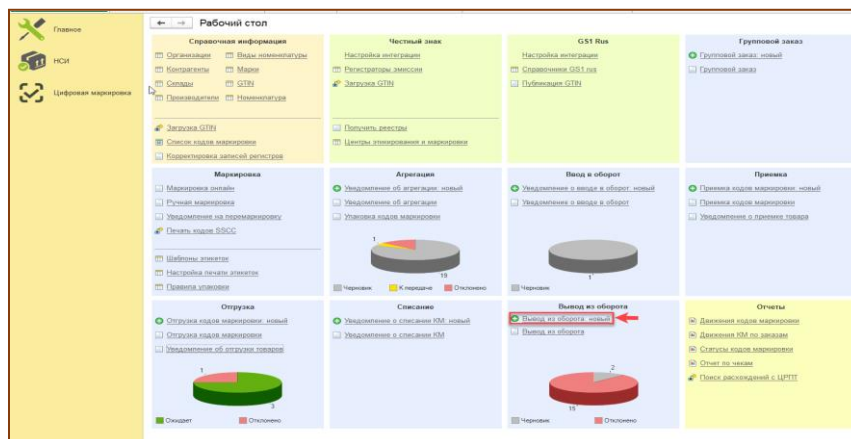 Рабочий стол
Главное
НСИ
Цифровая маркировка
Справочная информация
Организации Виды номенклатуры
Контрагенты Марки
Склады GTIN
Производители Номенклатура
Загрузка GTIN
Список кодов маркировки
Корректировка записей регистров
Честный знак
Настройка интеграции
Регистраторы эмиссии
Загрузка GTIN
Получить реестры
Центры этикирования и маркировки
GS1 Rus
Настройка интеграции
Справочники GS1 rus
Публикация GTIN
Групповой заказ
Групповой заказ: новый
Групповой заказ
Маркировка
Маркировка онлайн
Ручная маркировка
Уведомление на перемаркировку
Печать кодов SSCC
Шаблоны этикеток
Настройка печати этикеток
Правила упаковки
Агрегация
Уведомление об агрегации: новый
Уведомление об агрегации
Упаковка кодов маркировки
1
19
Черновик К передаче Отклонено
Ввод в оборот
Уведомление о вводе в оборот: новый
Уведомление о вводе в оборот
1
Черновик
Приемка
Приемка кодов маркировки: новый
Приемка кодов маркировки
Уведомление о приемке товара
Отгрузка
Отгрузка кодов маркировки: новый
Отгрузка кодов маркировки
Уведомление об отгрузке товаров
1
3
Ожидает Отклонено
Списание
Уведомление о списании КМ: новый
Уведомление о списании КМ
Вывод из оборота
Вывод из оборота: новый
Вывод из оборота
2
15
Черновик Отклонено
Отчеты
Движения кодов маркировки
Движения КМ по заказам
Статусы кодов маркировки
Отчет по чекам
Поиск расхождений с ЦРПТ